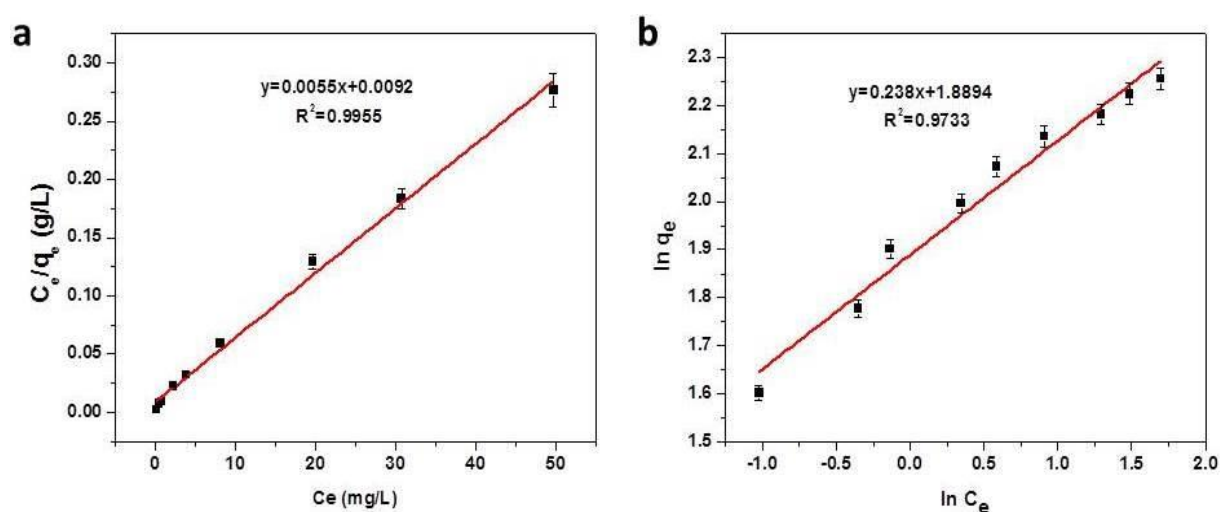 a
y=0.0055x+0.0092
R²=0.9955
0.30
0.25
0.20
0.15
0.10
0.05
0.00
Ce/qe (g/L)
0 10 20 30 40 50
Ce (mg/L)
b
y=0.238x+1.8894
R²=0.9733
2.3
2.2
2.1
2.0
1.9
1.8
1.7
1.6
1.5
ln qe
-1.0 -0.5 0.0 0.5 1.0 1.5 2.0
ln Ce